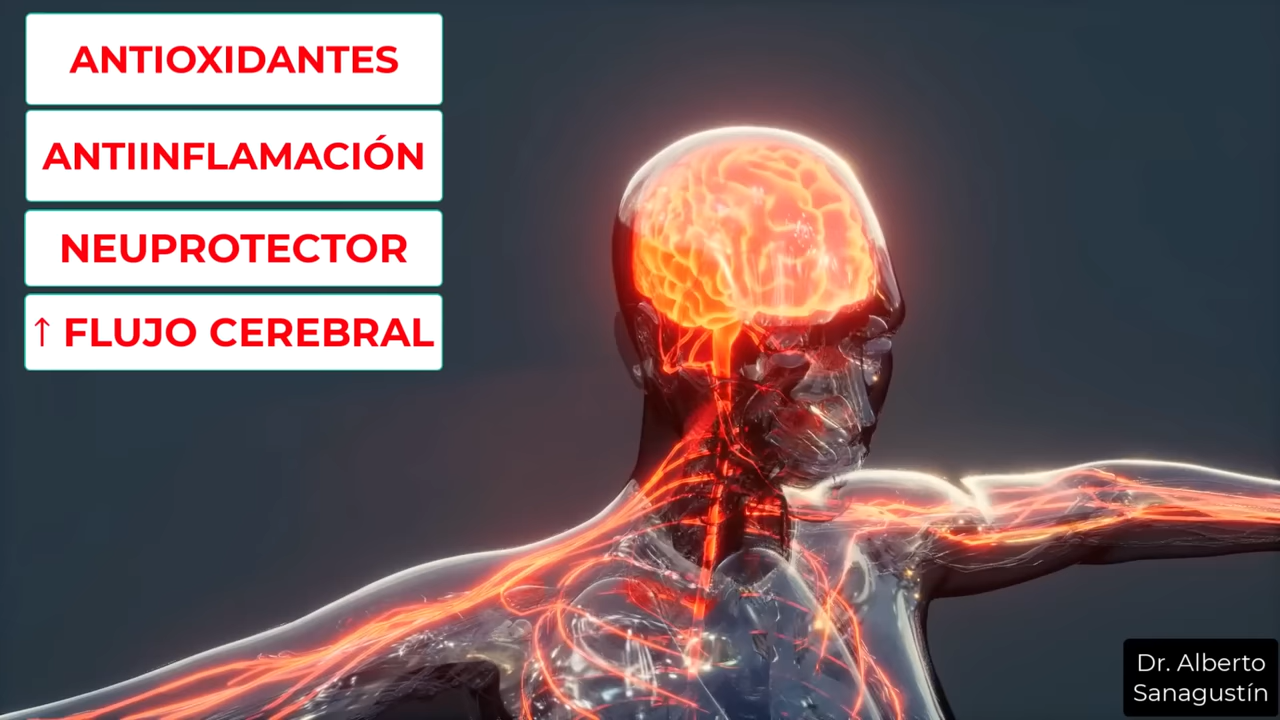 ANTIOXIDANTES
ANTIINFLAMACIÓN
NEUPROTECTOR
↑ FLUJO CEREBRAL
Dr. Alberto
Sanagustín